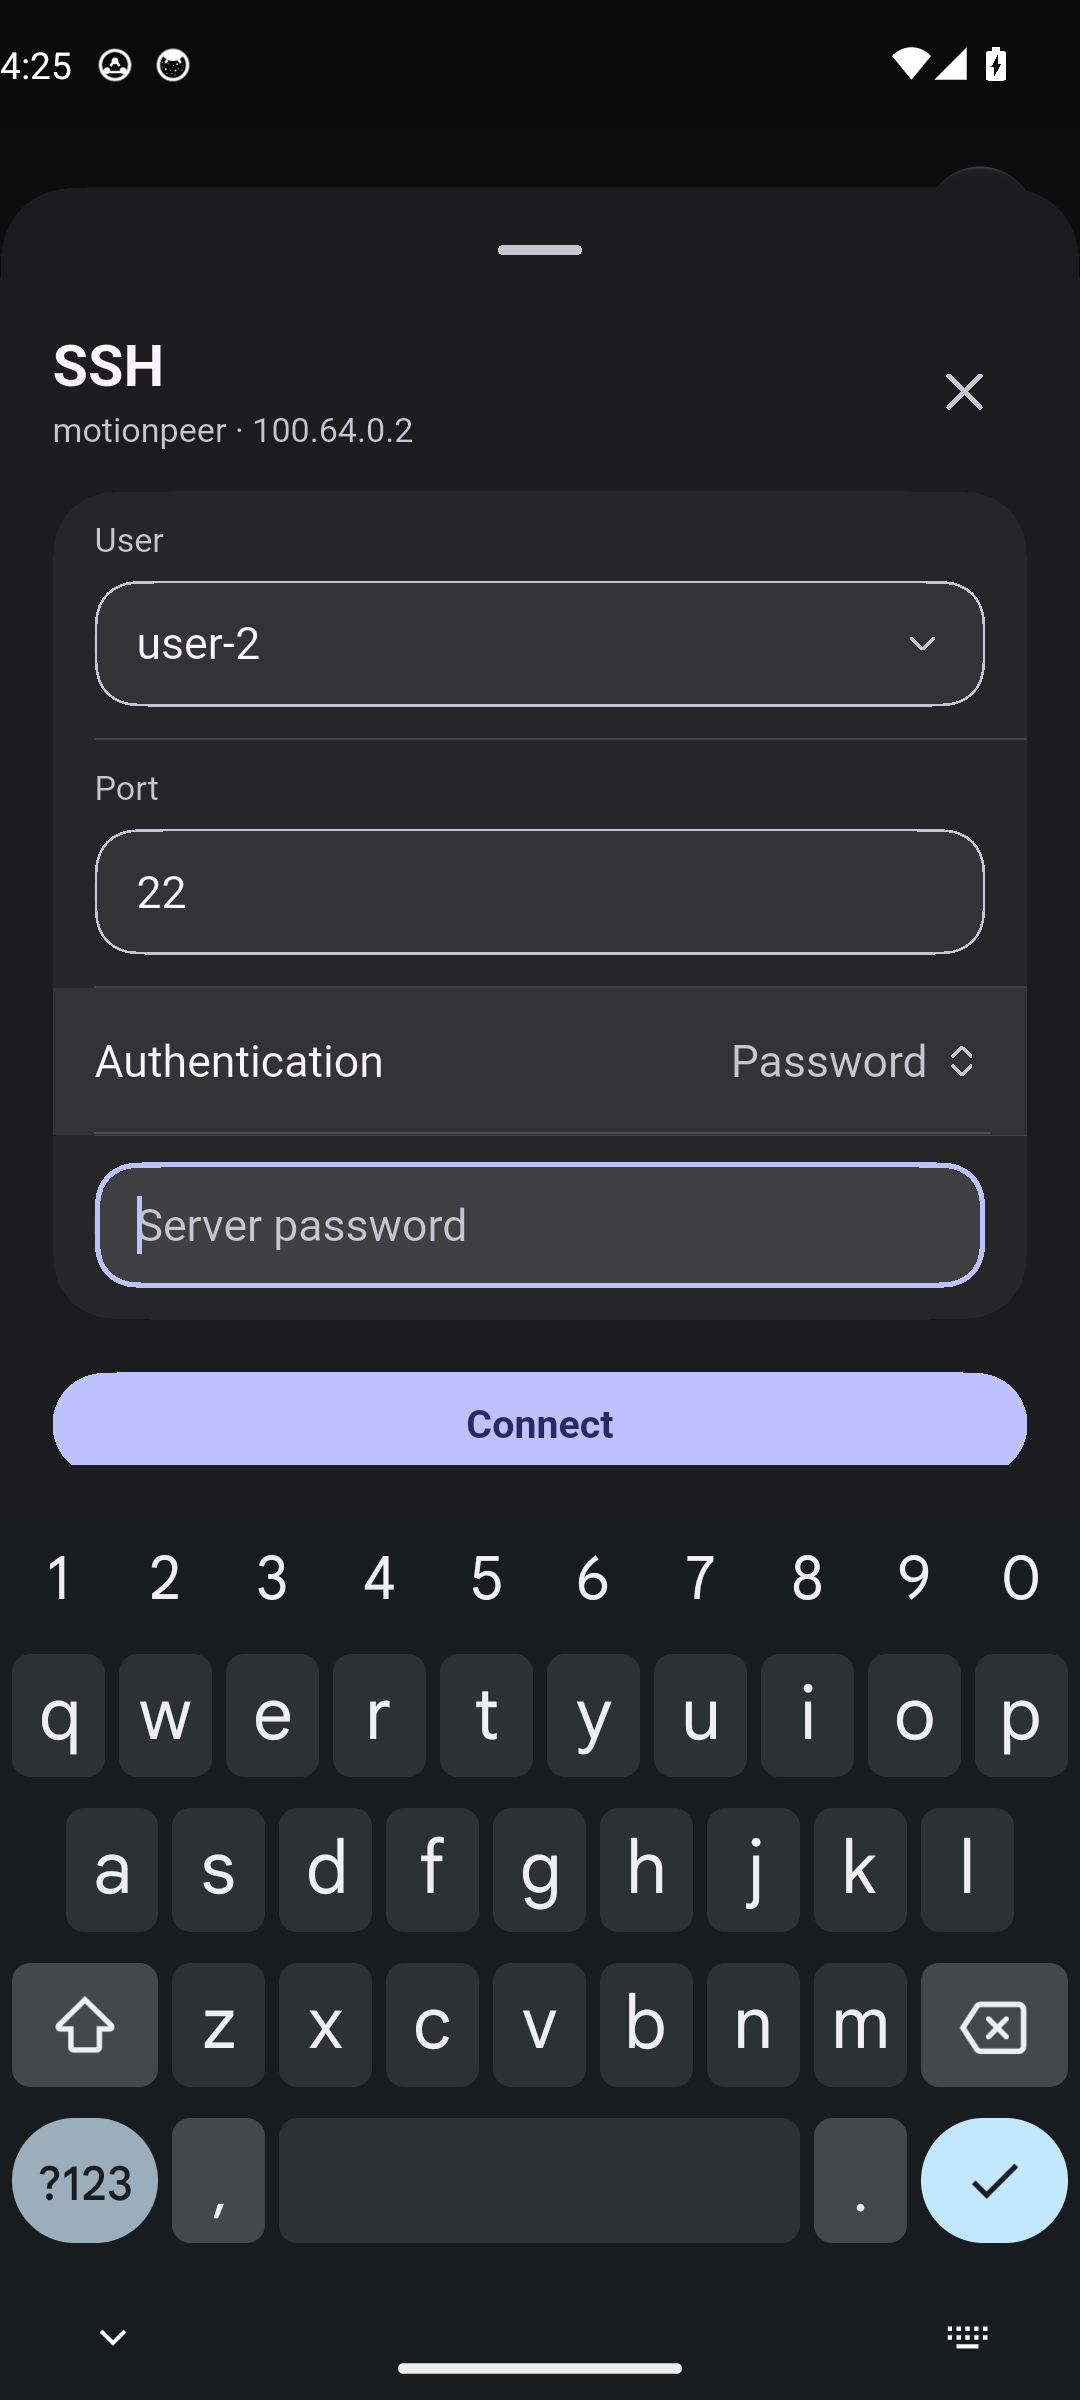 4:25
SSH
motionpeer · 100.64.0.2
User
user-2
Port
22
Authentication
Password
Server password
Connect
1 2 3 4 5 6 7 8 9 0
q w e r t y u i o p
a s d f g h j k l
z x c v b n m
?123 , .